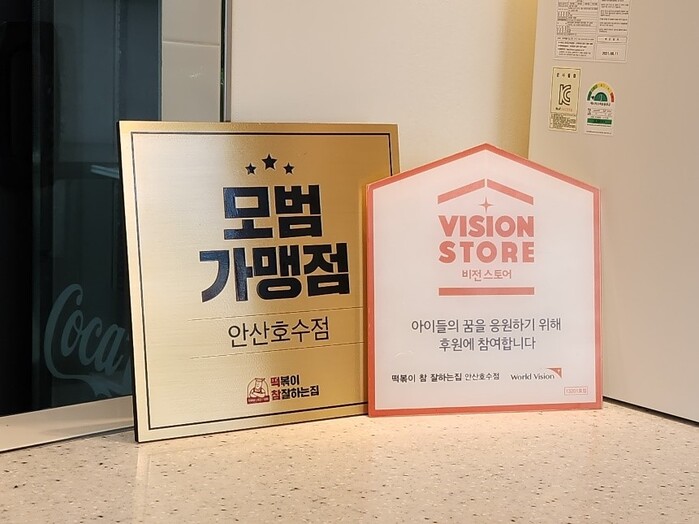 Coca
모범
가맹점
안산호수점
떡볶이
참잘하는집
VISION
STORE
비전 스토어
아이들의 꿈을 응원하기 위해
후원에 참여합니다
떡볶이 참 잘하는집 안산호수점 World Vision